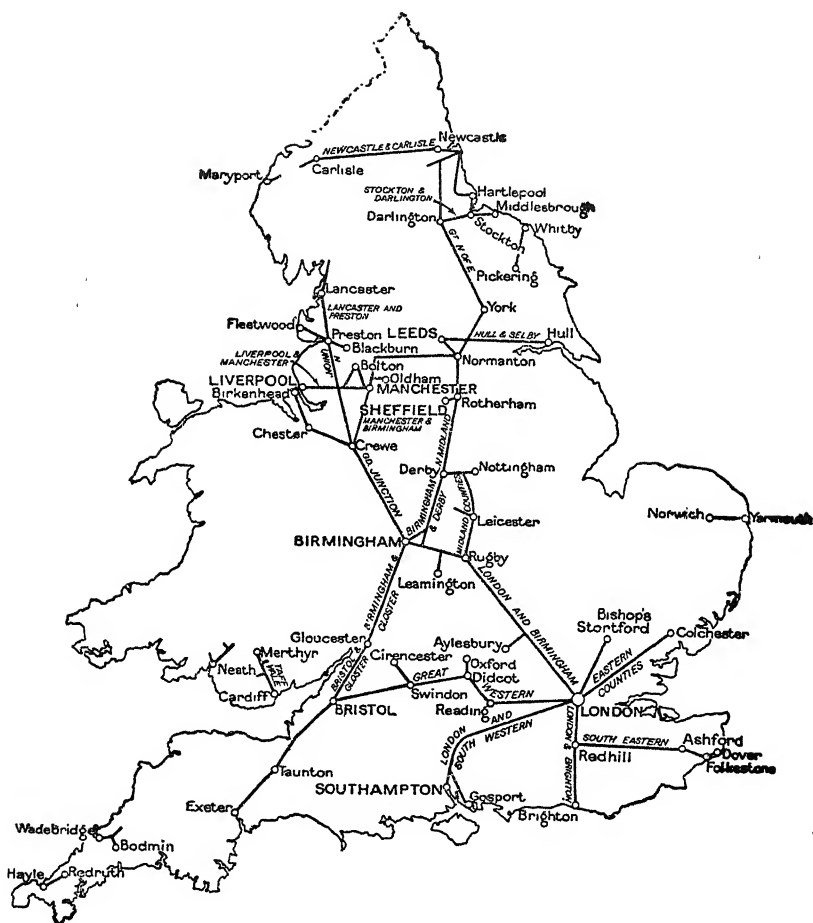 Newcastle
NEWCASTLE & CARLISLE
Maryport
Carlisle
STOCKTON &
DARLINGTON
Hartlepool
Middlesbrough
Darlington
Stockton
Whitby
GT. N. OF E.
Pickering
Lancaster
LANCASTER AND
PRESTON
York
Fleetwood
Preston
LEEDS
HULL & SELBY
Hull
Blackburn
N. UNION
Normanton
LIVERPOOL &
MANCHESTER
Bolton
Oldham
LIVERPOOL
MANCHESTER
Birkenhead
SHEFFIELD
Rotherham
MANCHESTER &
BIRMINGHAM
Chester
Crewe
N. MIDLAND
GD. JUNCTION
Derby
Nottingham
BIRMINGHAM
& DERBY
MIDLAND COUNTIES
Leicester
Norwich
Yarmouth
BIRMINGHAM
Rugby
Leamington
BIRMINGHAM &
GLOSTER
LONDON AND BIRMINGHAM
Bishop's
Stortford
Colchester
Gloucester
Aylesbury
Merthyr
Cirencester
Oxford
EASTERN
COUNTIES
Neath
TAFF
VALE
BRISTOL &
GLOSTER
GREAT
Didcot
Cardiff
Swindon
WESTERN
BRISTOL
Reading
LONDON
LONDON AND
SOUTH WESTERN
LONDON & BRIGHTON
SOUTH EASTERN
Ashford
Redhill
Dover
Folkestone
Taunton
SOUTHAMPTON
Gosport
Exeter
Brighton
Wadebridge
Bodmin
Hayle
Redruth